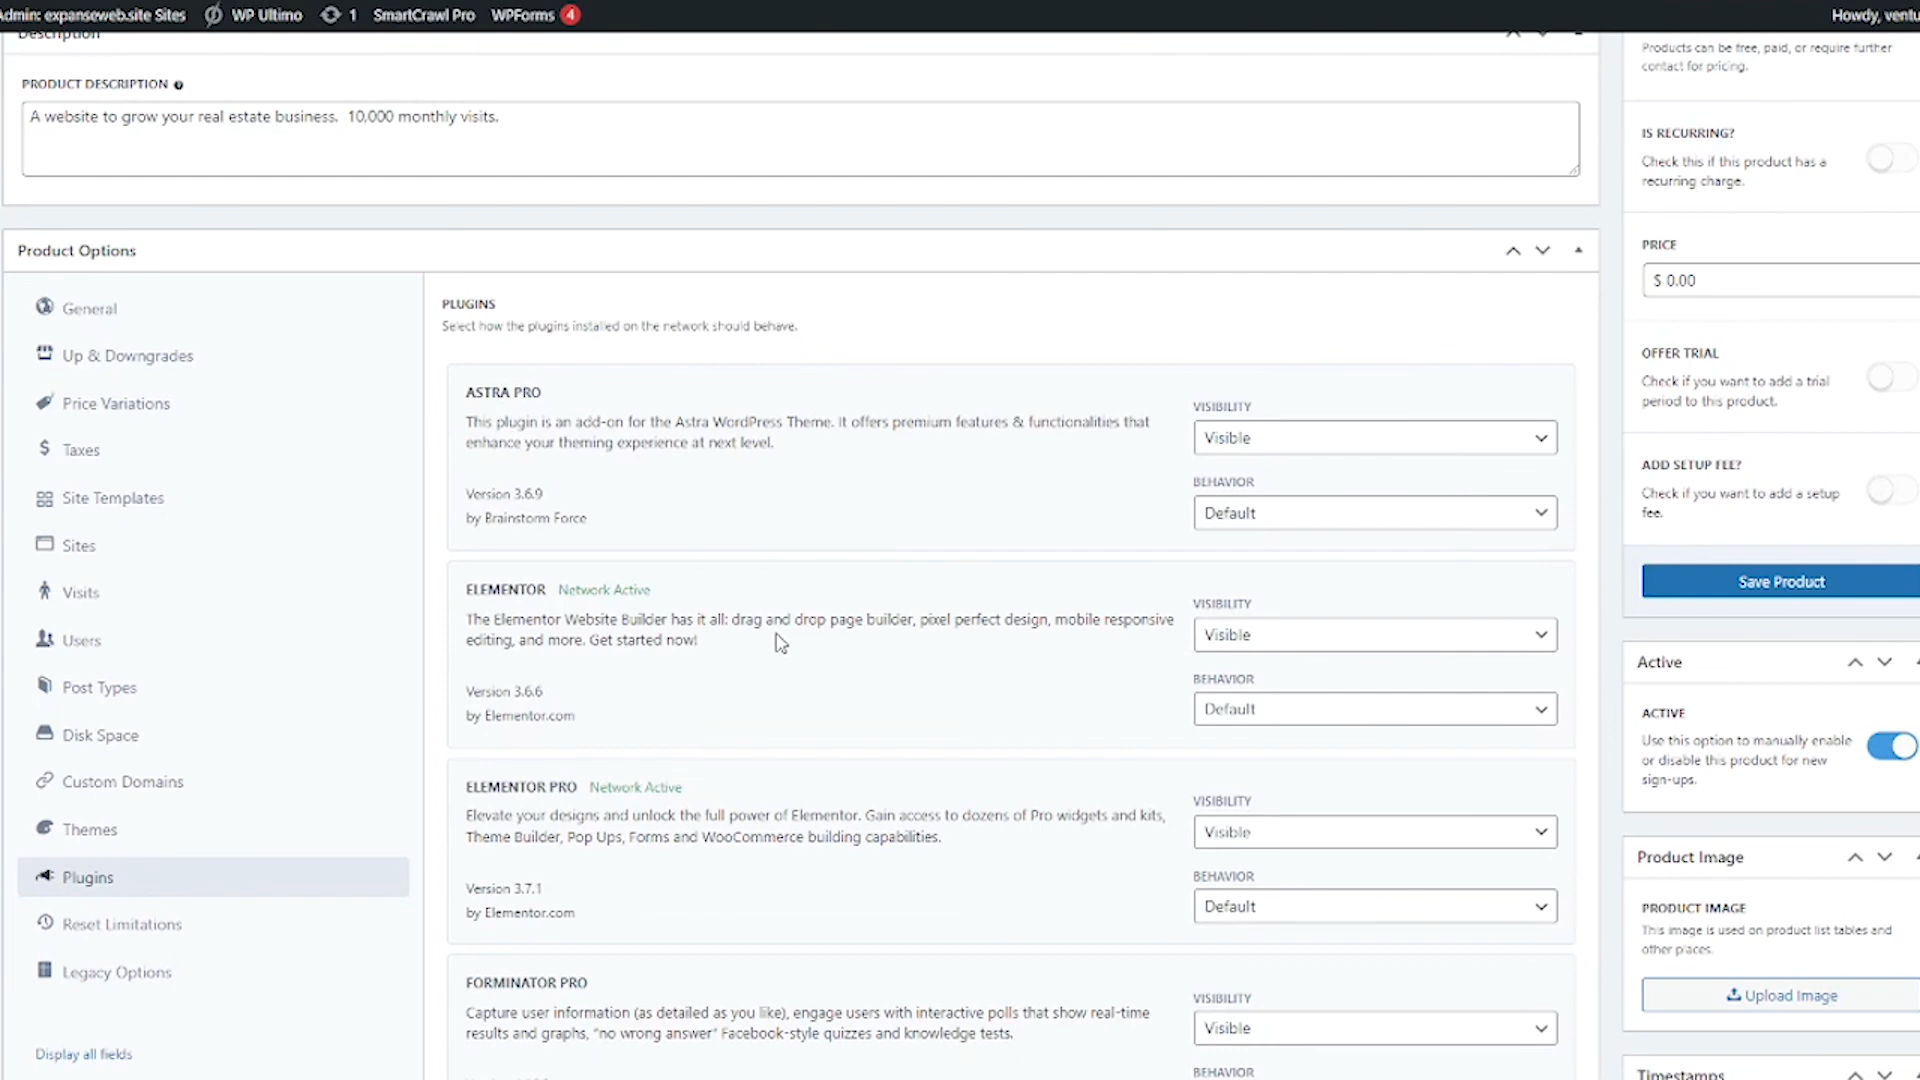 Admin: expanseweb.site Sites WP Ultimo 1 SmartCrawl Pro WPForms 4 Howdy, ventu
Description
PRODUCT DESCRIPTION
A website to grow your real estate business.  10,000 monthly visits.
Product Options
General
Up & Downgrades
Price Variations
Taxes
Site Templates
Sites
Visits
Users
Post Types
Disk Space
Custom Domains
Themes
Plugins
Reset Limitations
Legacy Options
Display all fields
PLUGINS
Select how the plugins installed on the network should behave.
ASTRA PRO
This plugin is an add-on for the Astra WordPress Theme. It offers premium features & functionalities that
enhance your theming experience at next level.
Version 3.6.9
by Brainstorm Force
VISIBILITY
Visible
BEHAVIOR
Default
ELEMENTOR Network Active
The Elementor Website Builder has it all: drag and drop page builder, pixel perfect design, mobile responsive
editing, and more. Get started now!
Version 3.6.6
by Elementor.com
VISIBILITY
Visible
BEHAVIOR
Default
ELEMENTOR PRO Network Active
Elevate your designs and unlock the full power of Elementor. Gain access to dozens of Pro widgets and kits,
Theme Builder, Pop Ups, Forms and WooCommerce building capabilities.
Version 3.7.1
by Elementor.com
VISIBILITY
Visible
BEHAVIOR
Default
FORMINATOR PRO
Capture user information (as detailed as you like), engage users with interactive polls that show real-time
results and graphs, "no wrong answer" Facebook-style quizzes and knowledge tests.
VISIBILITY
Visible
BEHAVIOR
Products can be free, paid, or require further
contact for pricing.
IS RECURRING?
Check this if this product has a
recurring charge.
PRICE
$ 0.00
OFFER TRIAL
Check if you want to add a trial
period to this product.
ADD SETUP FEE?
Check if you want to add a setup
fee.
Save Product
Active
ACTIVE
Use this option to manually enable
or disable this product for new
sign-ups.
Product Image
PRODUCT IMAGE
This image is used on product list tables and
other places.
Upload Image
Timestamps